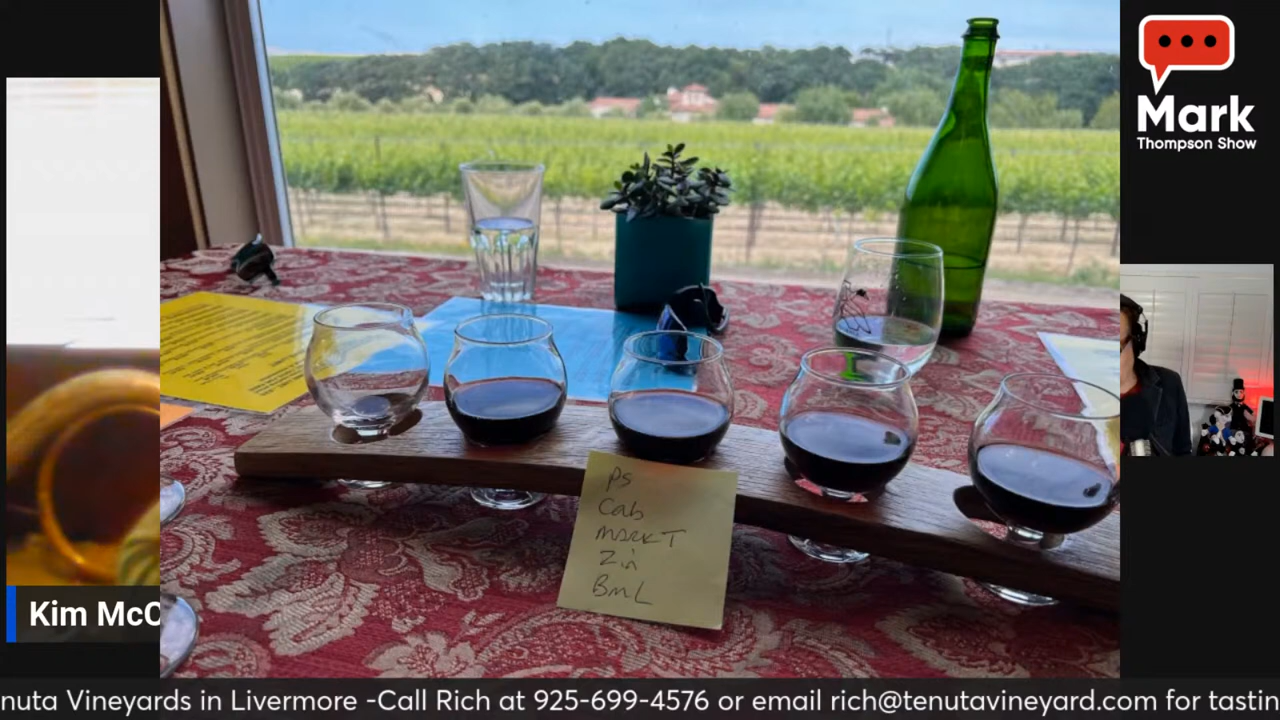 Mark
Thompson Show
Ps
Cab
MARK T
Zin
BmL
Kim McC
nuta Vineyards in Livermore -Call Rich at 925-699-4576 or email rich@tenutavineyard.com for tastin